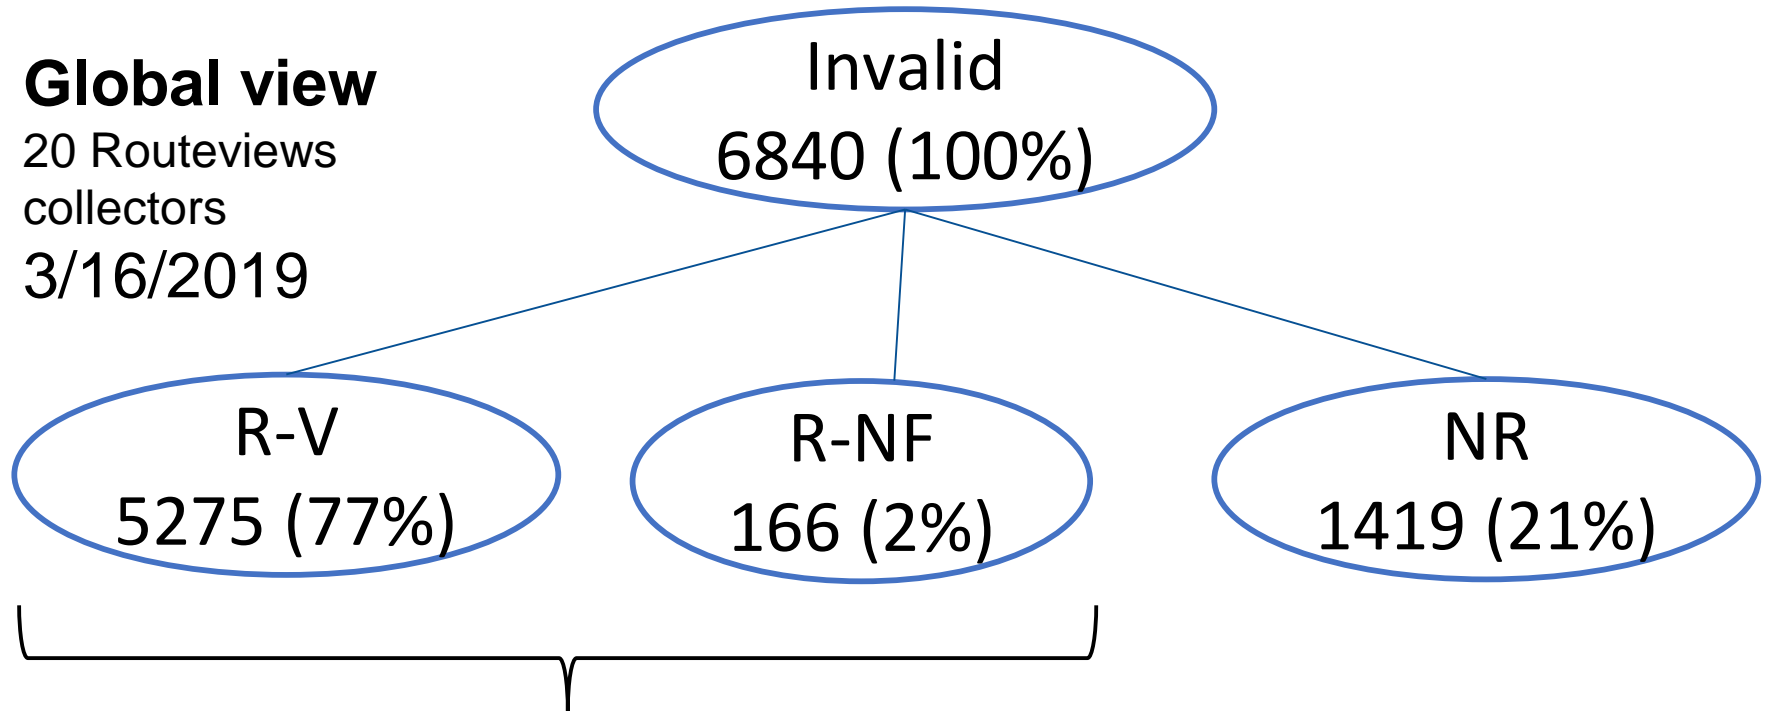 Global view
20 Routeviews
collectors
3/16/2019
Invalid
6840 (100%)
R-V
5275 (77%)
R-NF
166 (2%)
NR
1419 (21%)